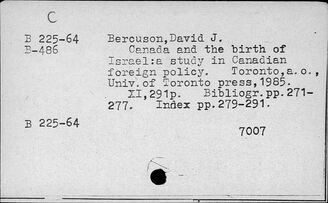 C
B 225-64 Bercuson,David J.
B-486 Canada and the birth of
Israel:a study in Canadian
foreign policy. Toronto,a.o.,
Univ.of Toronto press,1985.
XI,291p. Bibliogr.pp.271-
277. Index pp.279-291.
B 225-64
7007